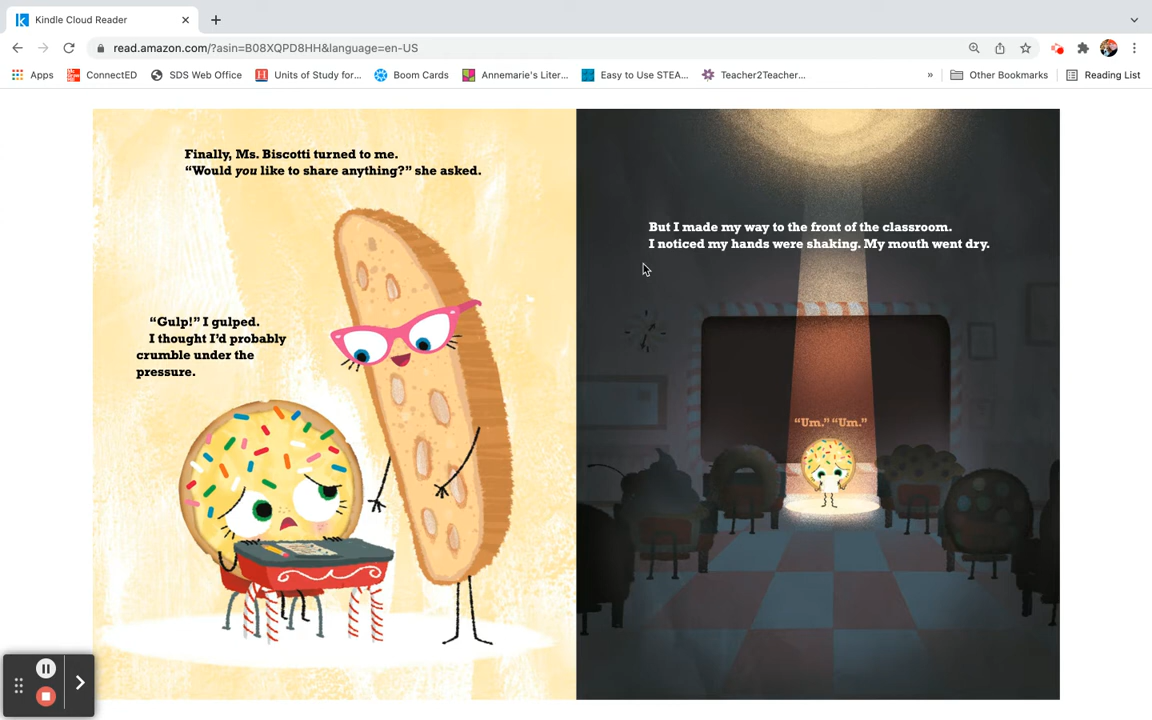 Kindle Cloud Reader
read.amazon.com/?asin=B08XQPD8HH&language=en-US
Apps
ConnectED
SDS Web Office
Units of Study for...
Boom Cards
Annemarie's Liter...
Easy to Use STEA...
Teacher2Teacher...
»
Other Bookmarks
Reading List
Finally, Ms. Biscotti turned to me.
“Would you like to share anything?” she asked.
“Gulp!” I gulped.
I thought I’d probably
crumble under the
pressure.
But I made my way to the front of the classroom.
I noticed my hands were shaking. My mouth went dry.
“Um.” “Um.”